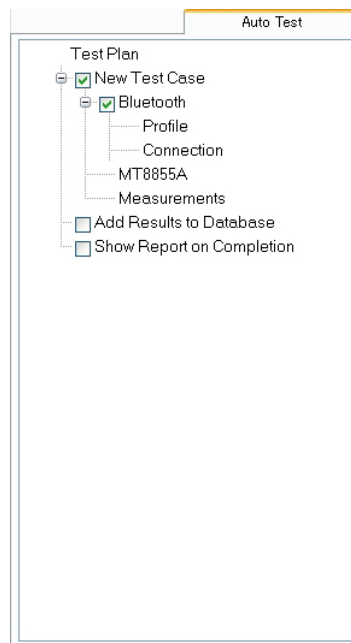 Auto Test
Test Plan
New Test Case
Bluetooth
Profile
Connection
MT8855A
Measurements
Add Results to Database
Show Report on Completion